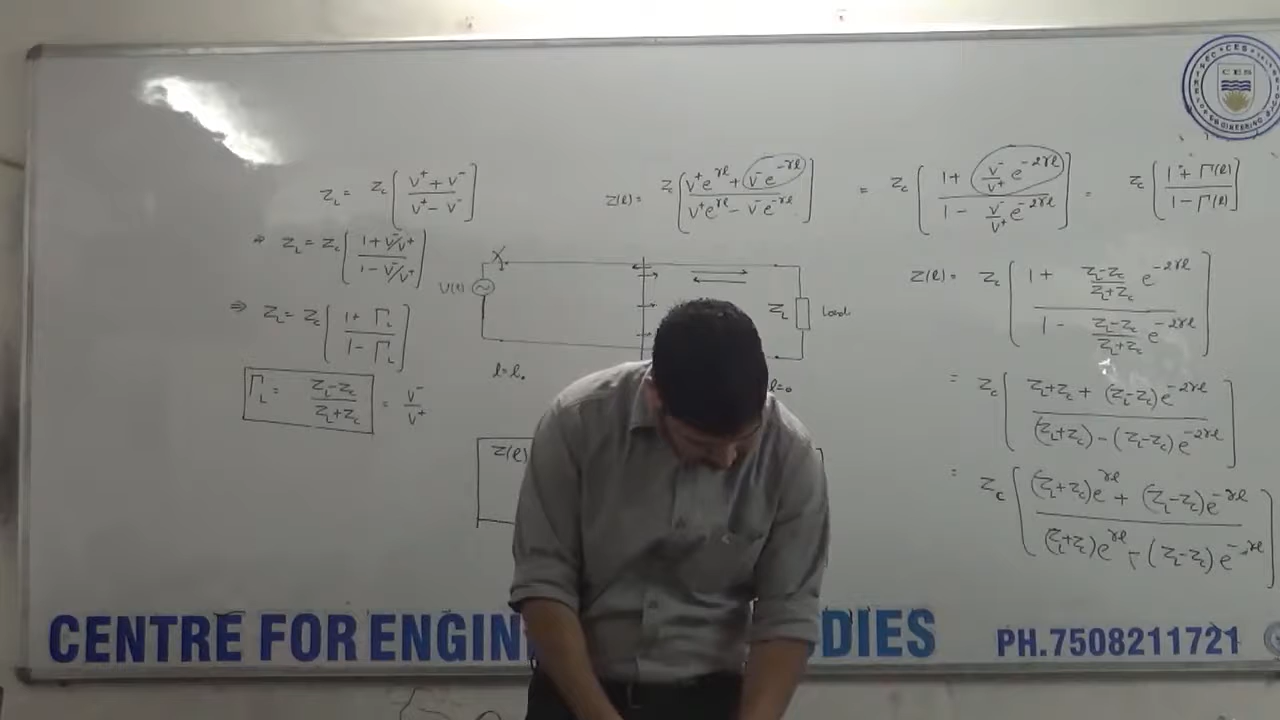 Z_L = Z_c [ (V⁺ + V⁻) / (V⁺ - V⁻) ]
⇒ Z_L = Z_c [ (1 + V⁻/V⁺) / (1 - V⁻/V⁺) ]
⇒ Z_L = Z_c [ (1 + Γ_L) / (1 - Γ_L) ]
Γ_L = (Z_L - Z_c) / (Z_L + Z_c) = V⁻ / V⁺
Z(l) = Z_c [ (V⁺e^{γl} + V⁻e^{-γl}) / (V⁺e^{γl} - V⁻e^{-γl}) ] = Z_c [ (1 + (V⁻/V⁺) e^{-2γl}) / (1 - (V⁻/V⁺) e^{-2γl}) ] = Z_c [ (1 + Γ(l)) / (1 - Γ(l)) ]
V(t)
Z_L
Load
l = l₀
l = 0
Z(l)
Z(l) = Z_c [ (1 + (Z_L - Z_c)/(Z_L + Z_c) e^{-2γl}) / (1 - (Z_L - Z_c)/(Z_L + Z_c) e^{-2γl}) ]
= Z_c [ (Z_L + Z_c + (Z_L - Z_c)e^{-2γl}) / ((Z_L + Z_c) - (Z_L - Z_c)e^{-2γl}) ]
= Z_c [ ((Z_L + Z_c)e^{γl} + (Z_L - Z_c)e^{-γl}) / ((Z_L + Z_c)e^{γl} - (Z_L - Z_c)e^{-γl}) ]
CES
CENTRE FOR ENGIN DIES
PH.7508211721